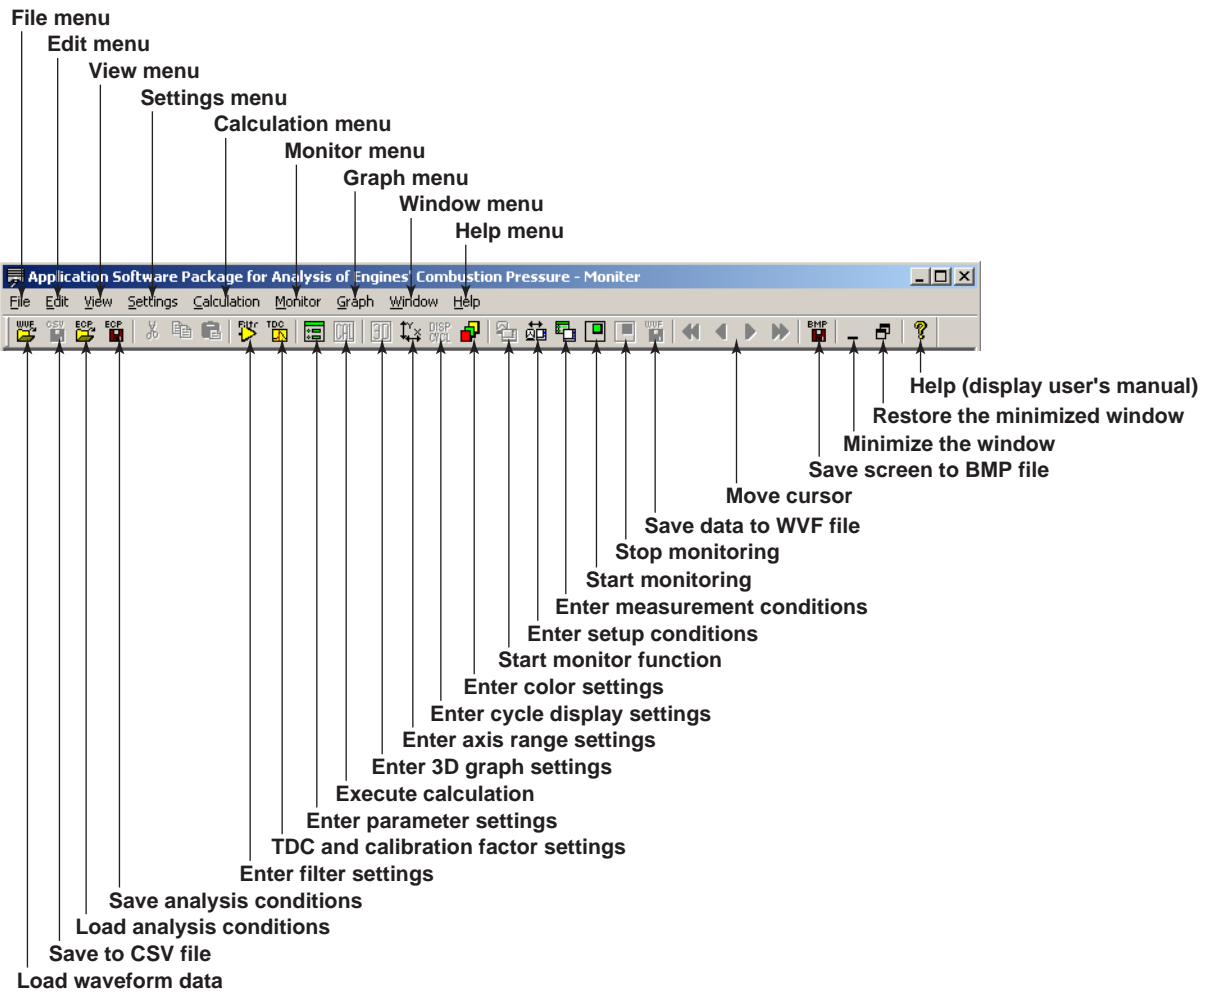 File menu
Edit menu
View menu
Settings menu
Calculation menu
Monitor menu
Graph menu
Window menu
Help menu
Application Software Package for Analysis of Engines' Combustion Pressure - Moniter
File Edit View Settings Calculation Monitor Graph Window Help
WVF CSV ECP ECP Filtr TDC CAL 3D Y X DISP CYCL WVF BMP
Help (display user's manual)
Restore the minimized window
Minimize the window
Save screen to BMP file
Move cursor
Save data to WVF file
Stop monitoring
Start monitoring
Enter measurement conditions
Enter setup conditions
Start monitor function
Enter color settings
Enter cycle display settings
Enter axis range settings
Enter 3D graph settings
Execute calculation
Enter parameter settings
TDC and calibration factor settings
Enter filter settings
Save analysis conditions
Load analysis conditions
Save to CSV file
Load waveform data